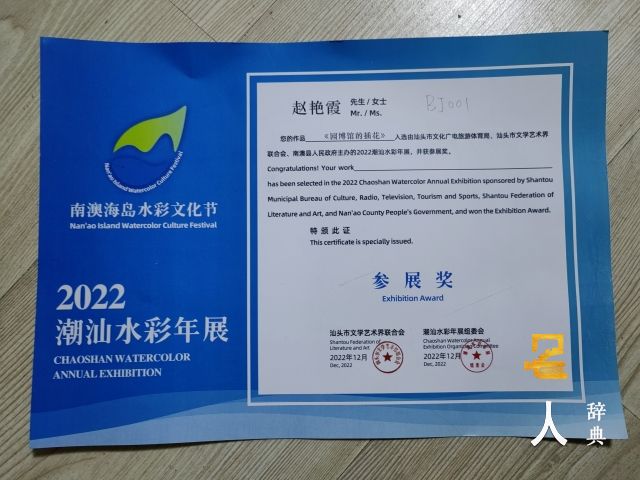 Nan'ao Island Watercolor Culture Festival
南澳海岛水彩文化节
Nan'ao Island Watercolor Culture Festival
2022
潮汕水彩年展
CHAOSHAN WATERCOLOR
ANNUAL EXHIBITION
赵艳霞 先生/女士
Mr. / Ms.
BJ001
您的作品《园博馆的插花》入选由汕头市文化广电旅游体育局、汕头市文学艺术界
联合会、南澳县人民政府主办的2022潮汕水彩年展，并获参展奖。
Congratulations! Your work
has been selected in the 2022 Chaoshan Watercolor Annual Exhibition sponsored by Shantou
Municipal Bureau of Culture, Radio, Television, Tourism and Sports, Shantou Federation of
Literature and Art, and Nan'ao County People's Government, and won the Exhibition Award.
特颁此证
This certificate is specially issued.
参展奖
Exhibition Award
汕头市文学艺术界联合会
Shantou Federation of
Literature and Art
2022年12月
Dec, 2022
潮汕水彩年展组委会
Chaoshan Watercolor Annual
Exhibition Organizing Committee
2022年12月
Dec, 2022
人 辞典